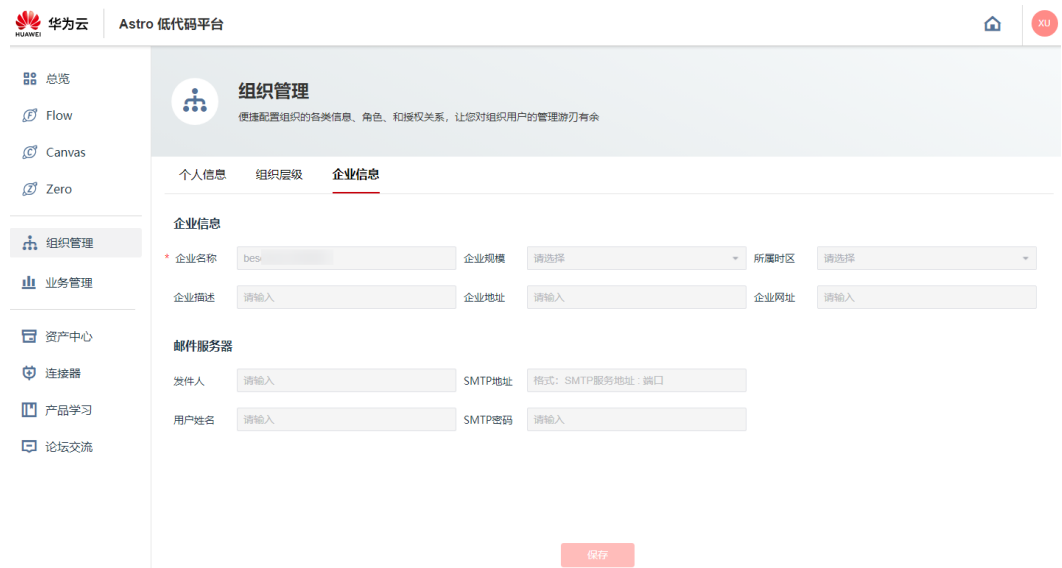 HUAWEI
华为云
Astro 低代码平台
XU
总览
Flow
Canvas
Zero
组织管理
业务管理
资产中心
连接器
产品学习
论坛交流
组织管理
便捷配置组织的各类信息、角色、和授权关系，让您对组织用户的管理游刃有余
个人信息 组织层级 企业信息
企业信息
* 企业名称 企业规模 请选择 所属时区 请选择
企业描述 请输入 企业地址 请输入 企业网址 请输入
邮件服务器
发件人 请输入 SMTP地址 格式：SMTP服务地址 : 端口
用户姓名 请输入 SMTP密码 请输入
保存